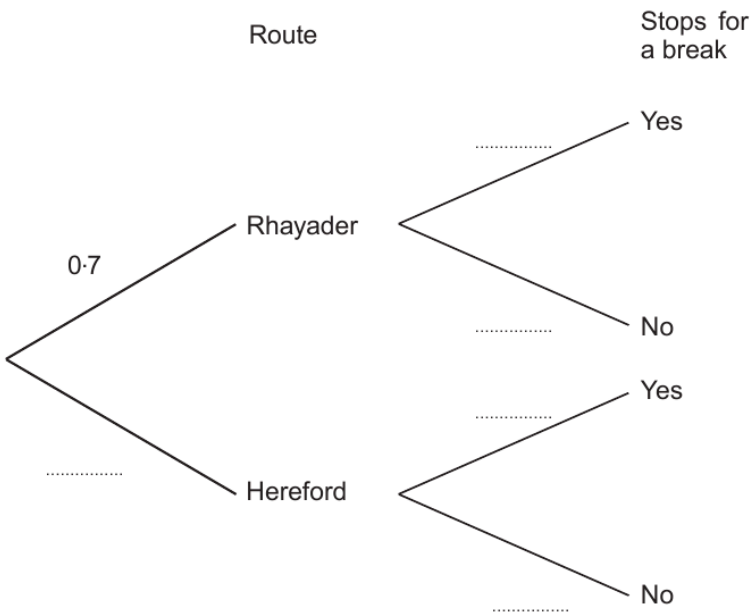 Route
Stops for
a break
Yes
................
Rhayader
0·7
No
................
Yes
................
................
Hereford
No
................